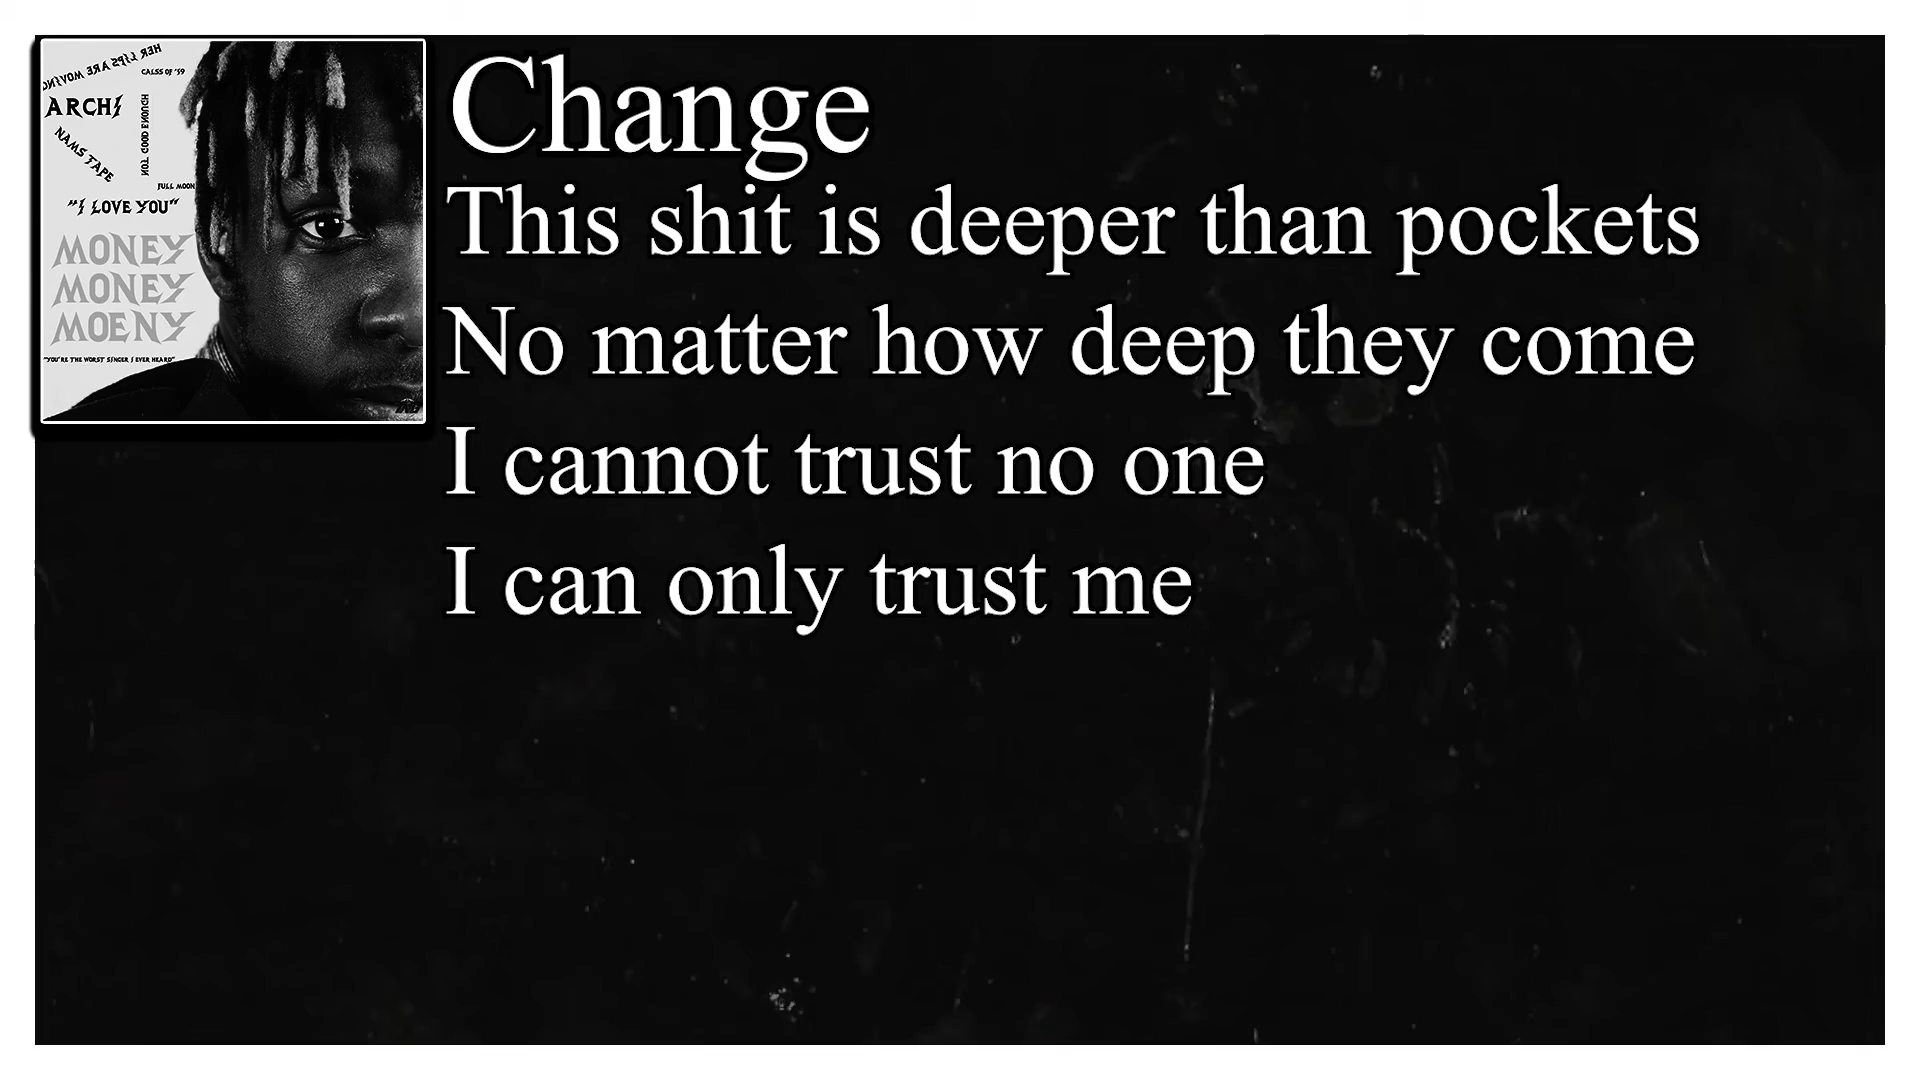 HER LIPS ARE MOVING
CALSS OF '19
ARCHI
NOT GOOD ENOUGH
NAMS TAPE
FULL MOON
"I LOVE YOU"
MONEY
MONEY
MOENY
"YOU'RE THE WORST SINGER I EVER HEARD"
Change
This shit is deeper than pockets
No matter how deep they come
I cannot trust no one
I can only trust me